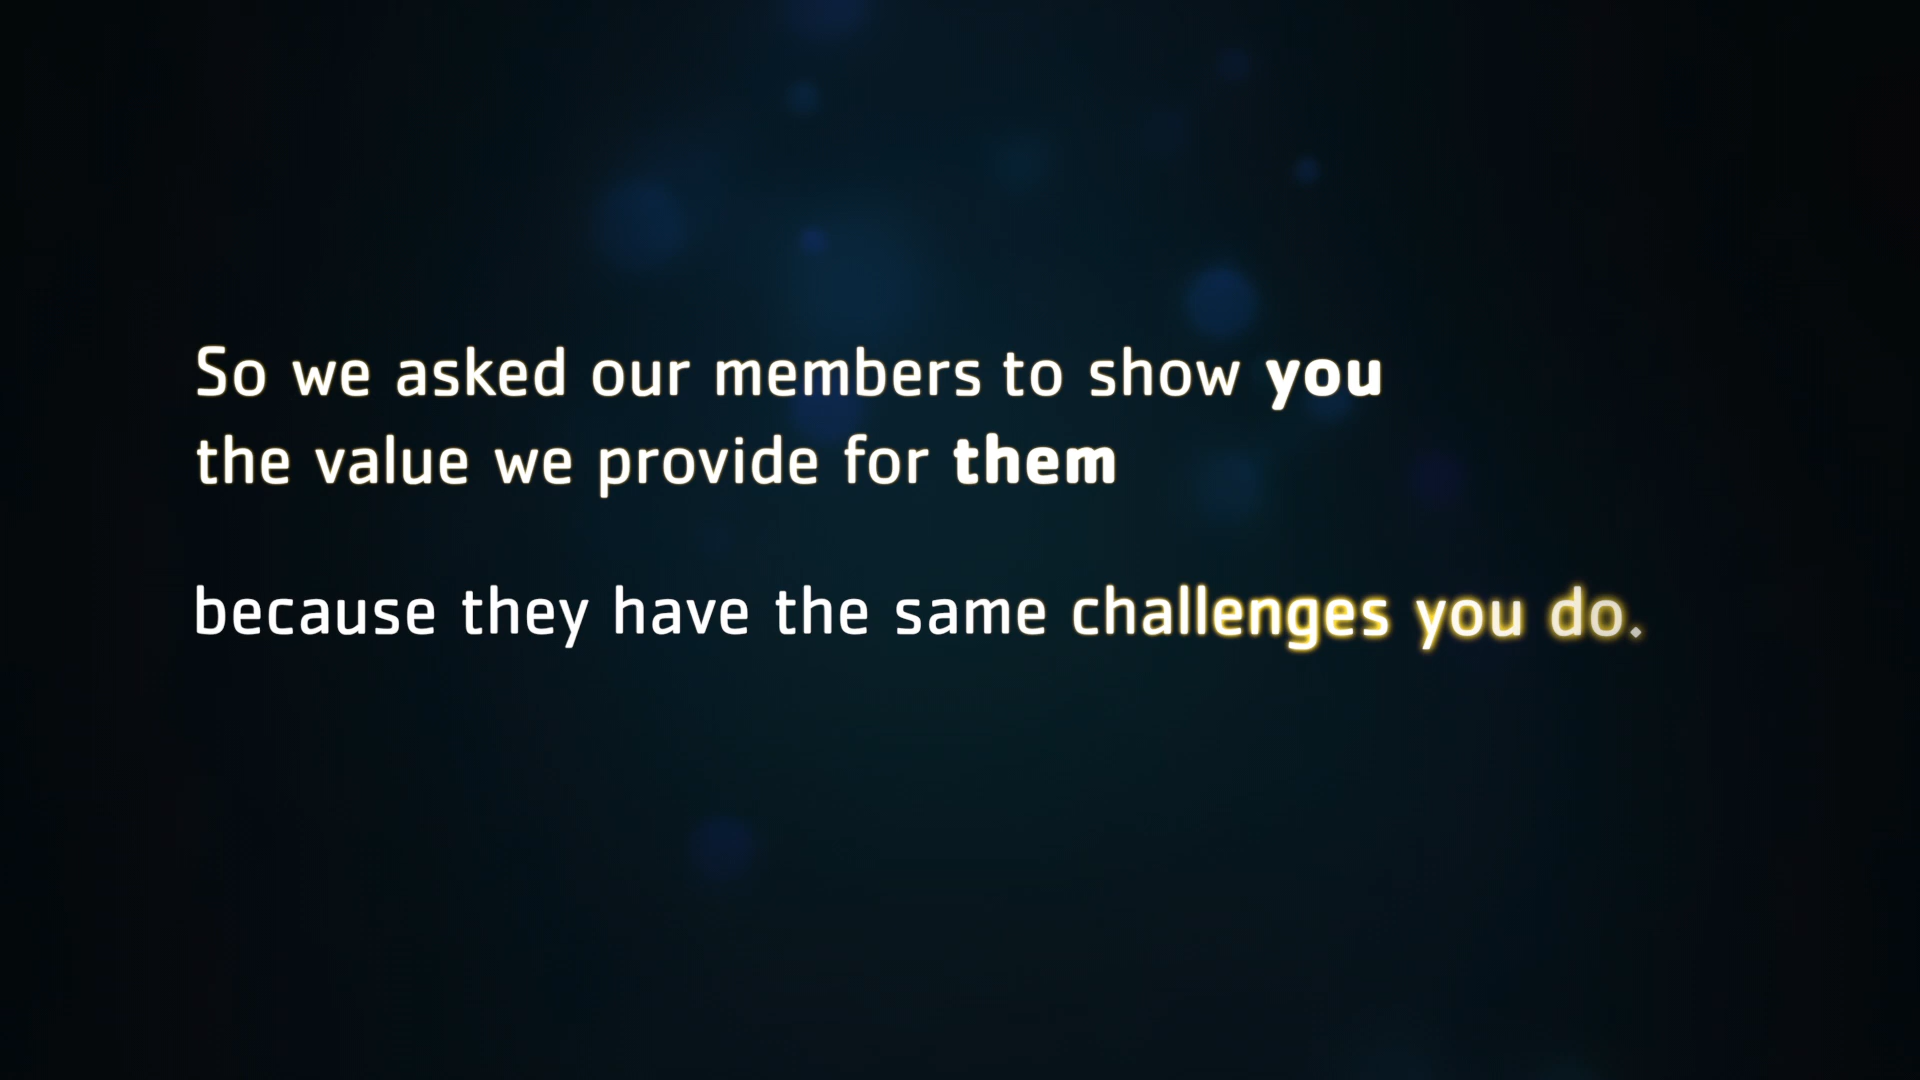 So we asked our members to show you
the value we provide for them
because they have the same challenges you do.